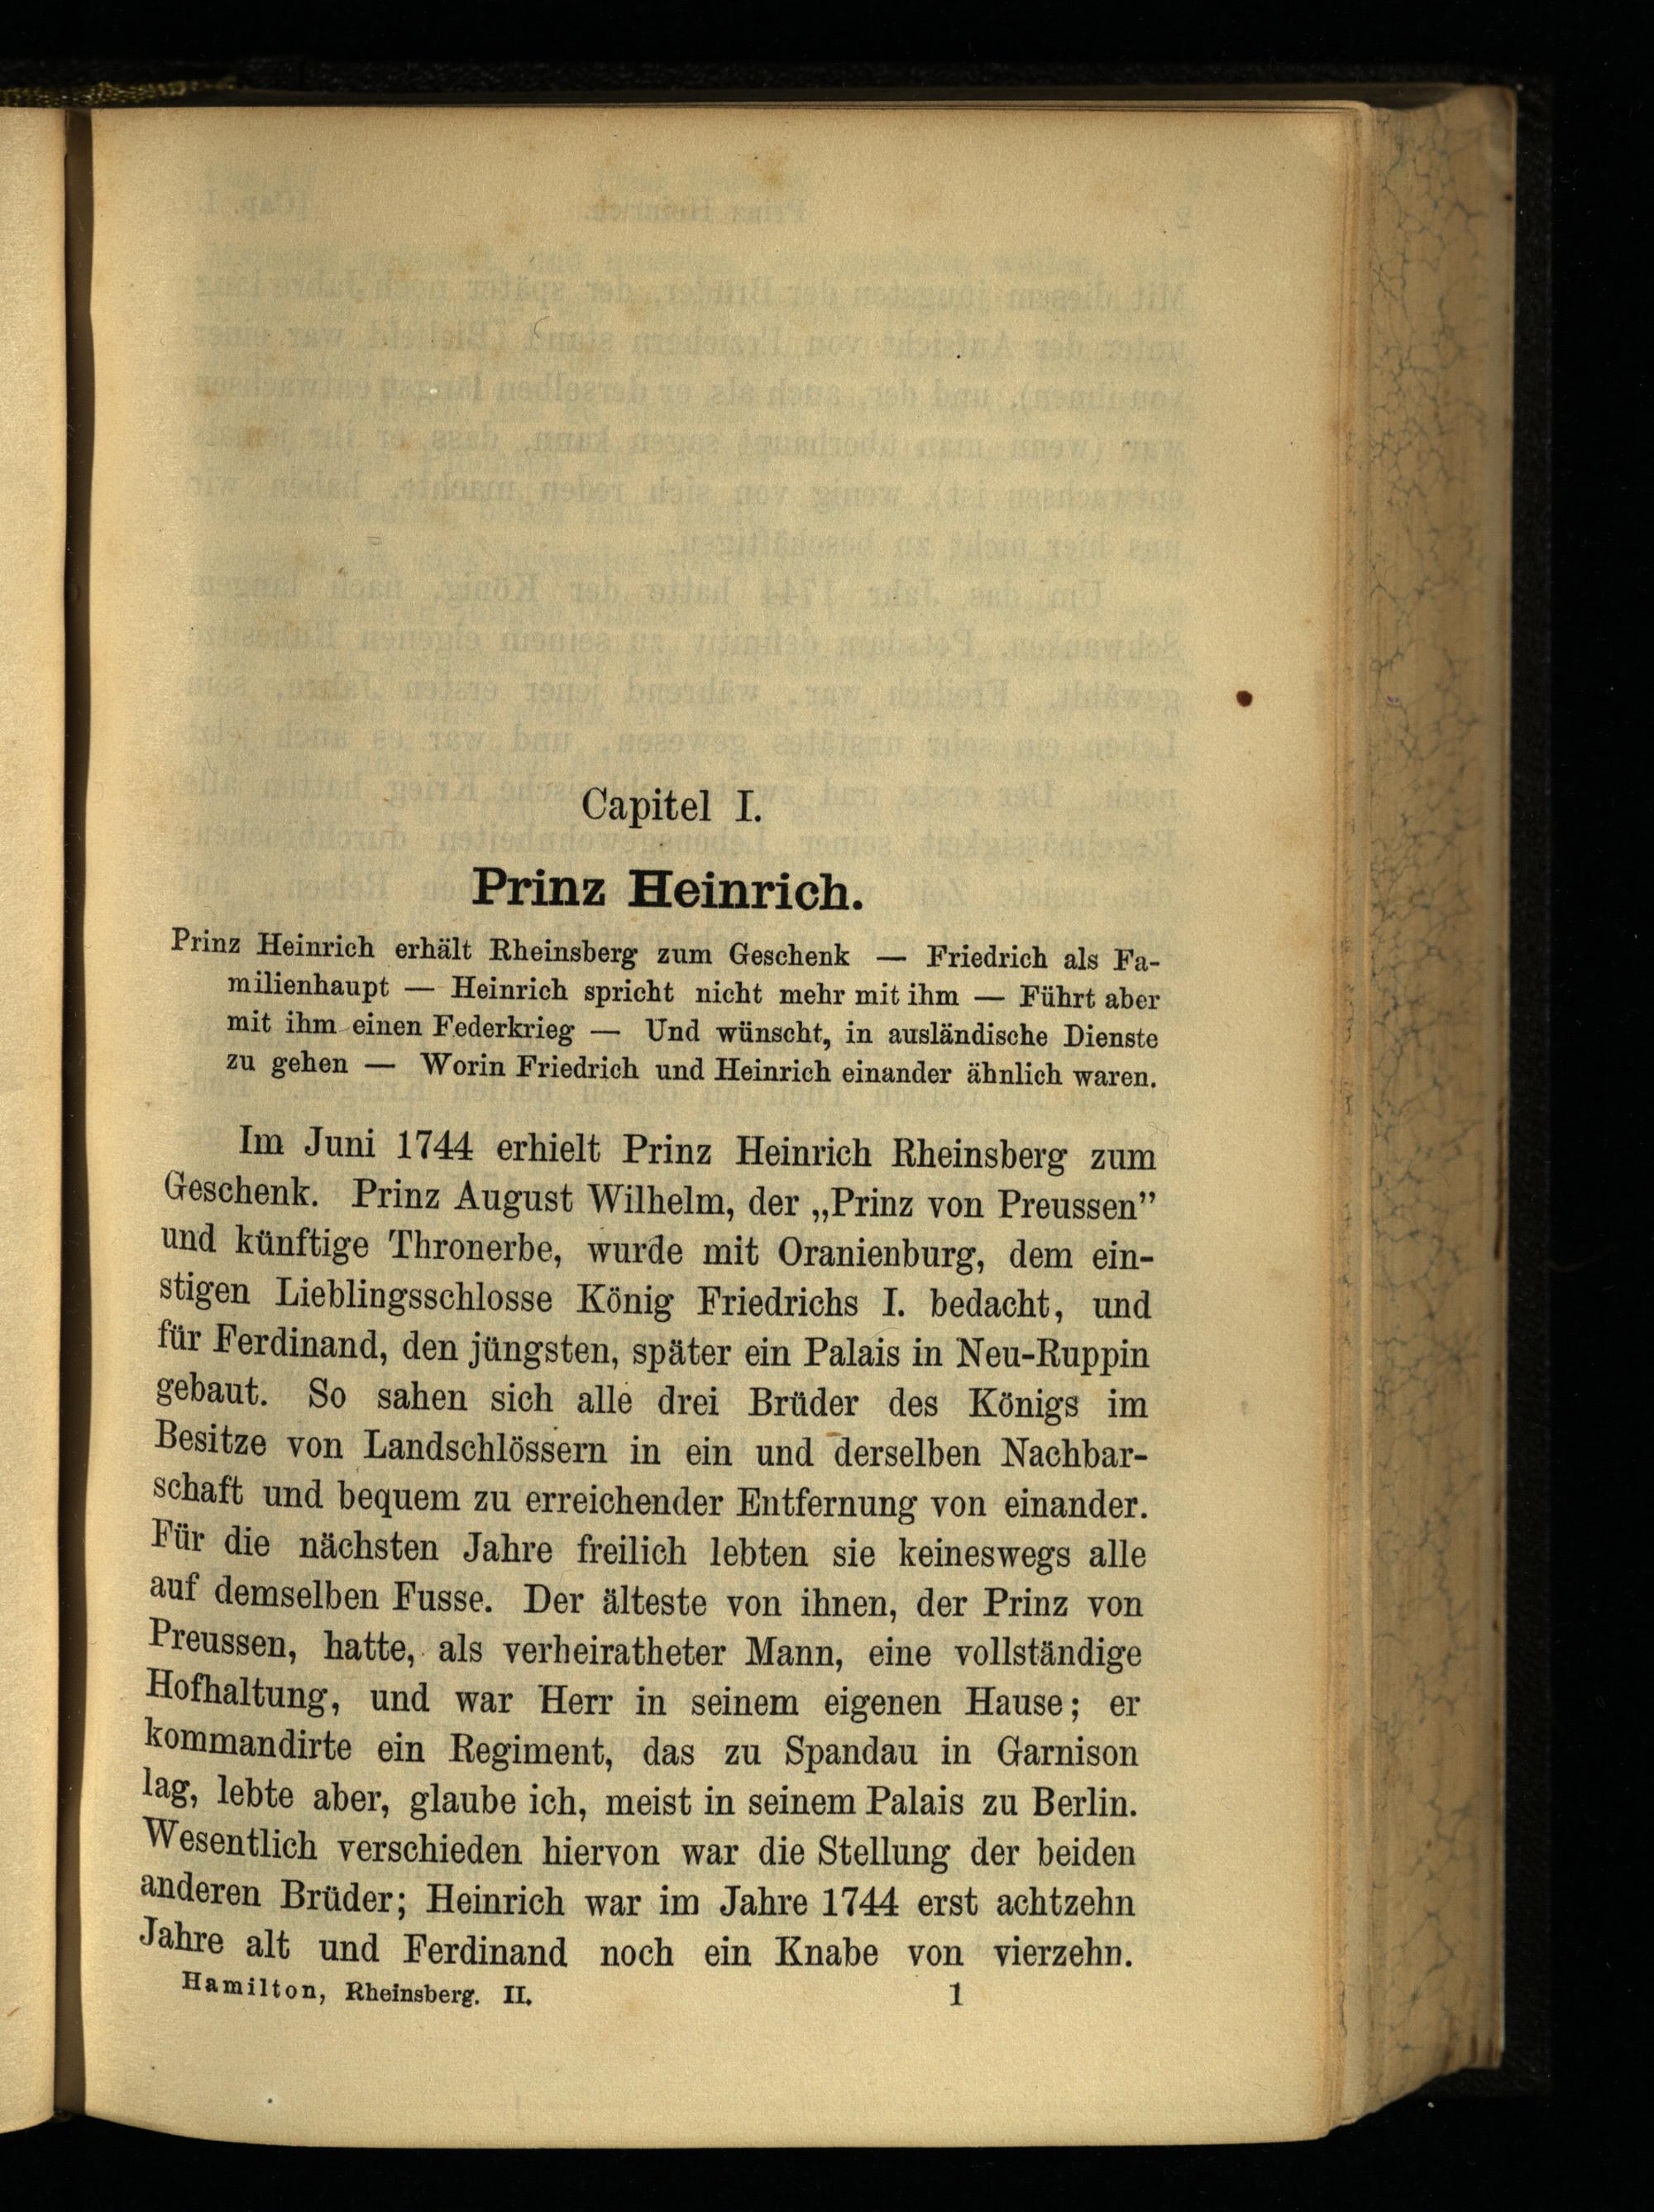 Capitel I.
Prinz Heinrich.
Prinz Heinrich erhält Rheinsberg zum Geschenk — Friedrich als Fa-
milienhaupt — Heinrich spricht nicht mehr mit ihm — Führt aber
mit ihm einen Federkrieg — Und wünscht, in ausländische Dienste
zu gehen — Worin Friedrich und Heinrich einander ähnlich waren.
Im Juni 1744 erhielt Prinz Heinrich Rheinsberg zum
Geschenk. Prinz August Wilhelm, der „Prinz von Preussen”
und künftige Thronerbe, wurde mit Oranienburg, dem ein-
stigen Lieblingsschlosse König Friedrichs I. bedacht, und
für Ferdinand, den jüngsten, später ein Palais in Neu-Ruppin
gebaut. So sahen sich alle drei Brüder des Königs im
Besitze von Landschlössern in ein und derselben Nachbar-
schaft und bequem zu erreichender Entfernung von einander.
Für die nächsten Jahre freilich lebten sie keineswegs alle
auf demselben Fusse. Der älteste von ihnen, der Prinz von
Preussen, hatte, als verheiratheter Mann, eine vollständige
Hofhaltung, und war Herr in seinem eigenen Hause; er
kommandirte ein Regiment, das zu Spandau in Garnison
lag, lebte aber, glaube ich, meist in seinem Palais zu Berlin.
Wesentlich verschieden hiervon war die Stellung der beiden
anderen Brüder; Heinrich war im Jahre 1744 erst achtzehn
Jahre alt und Ferdinand noch ein Knabe von vierzehn.
Hamilton, Rheinsberg. II. 1